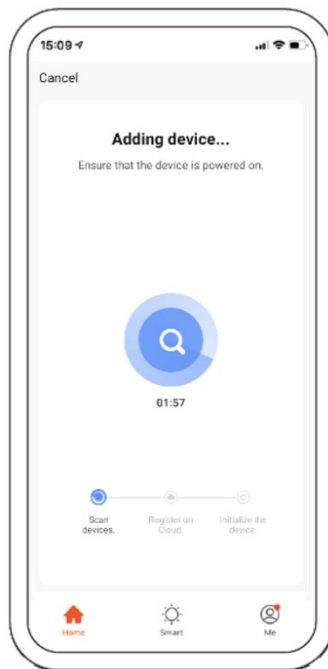 15:09
Cancel
Adding device...
Ensure that the device is powered on.
01:57
Scan devices.
Register on Cloud.
Initialize the device.
Home
Smart
Me